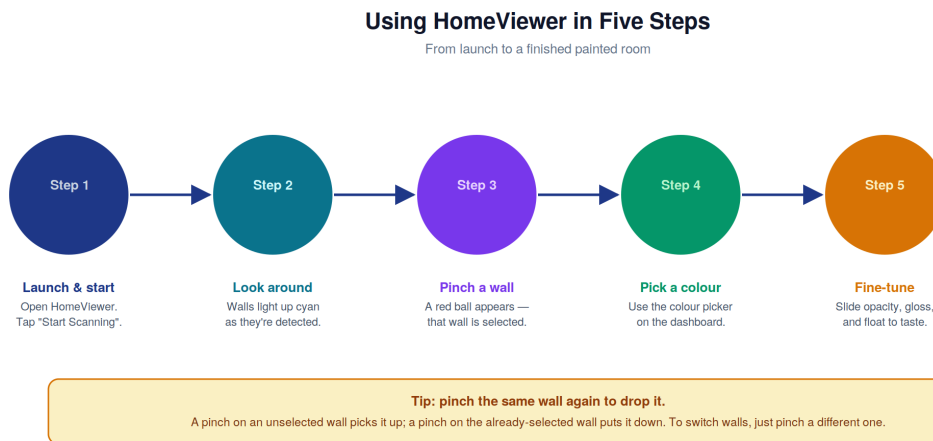 Using HomeViewer in Five Steps
From launch to a finished painted room
Step 1
Step 2
Step 3
Step 4
Step 5
Launch & start
Open HomeViewer.
Tap "Start Scanning".
Look around
Walls light up cyan
as they're detected.
Pinch a wall
A red ball appears —
that wall is selected.
Pick a colour
Use the colour picker
on the dashboard.
Fine-tune
Slide opacity, gloss,
and float to taste.
Tip: pinch the same wall again to drop it.
A pinch on an unselected wall picks it up; a pinch on the already-selected wall puts it down. To switch walls, just pinch a different one.